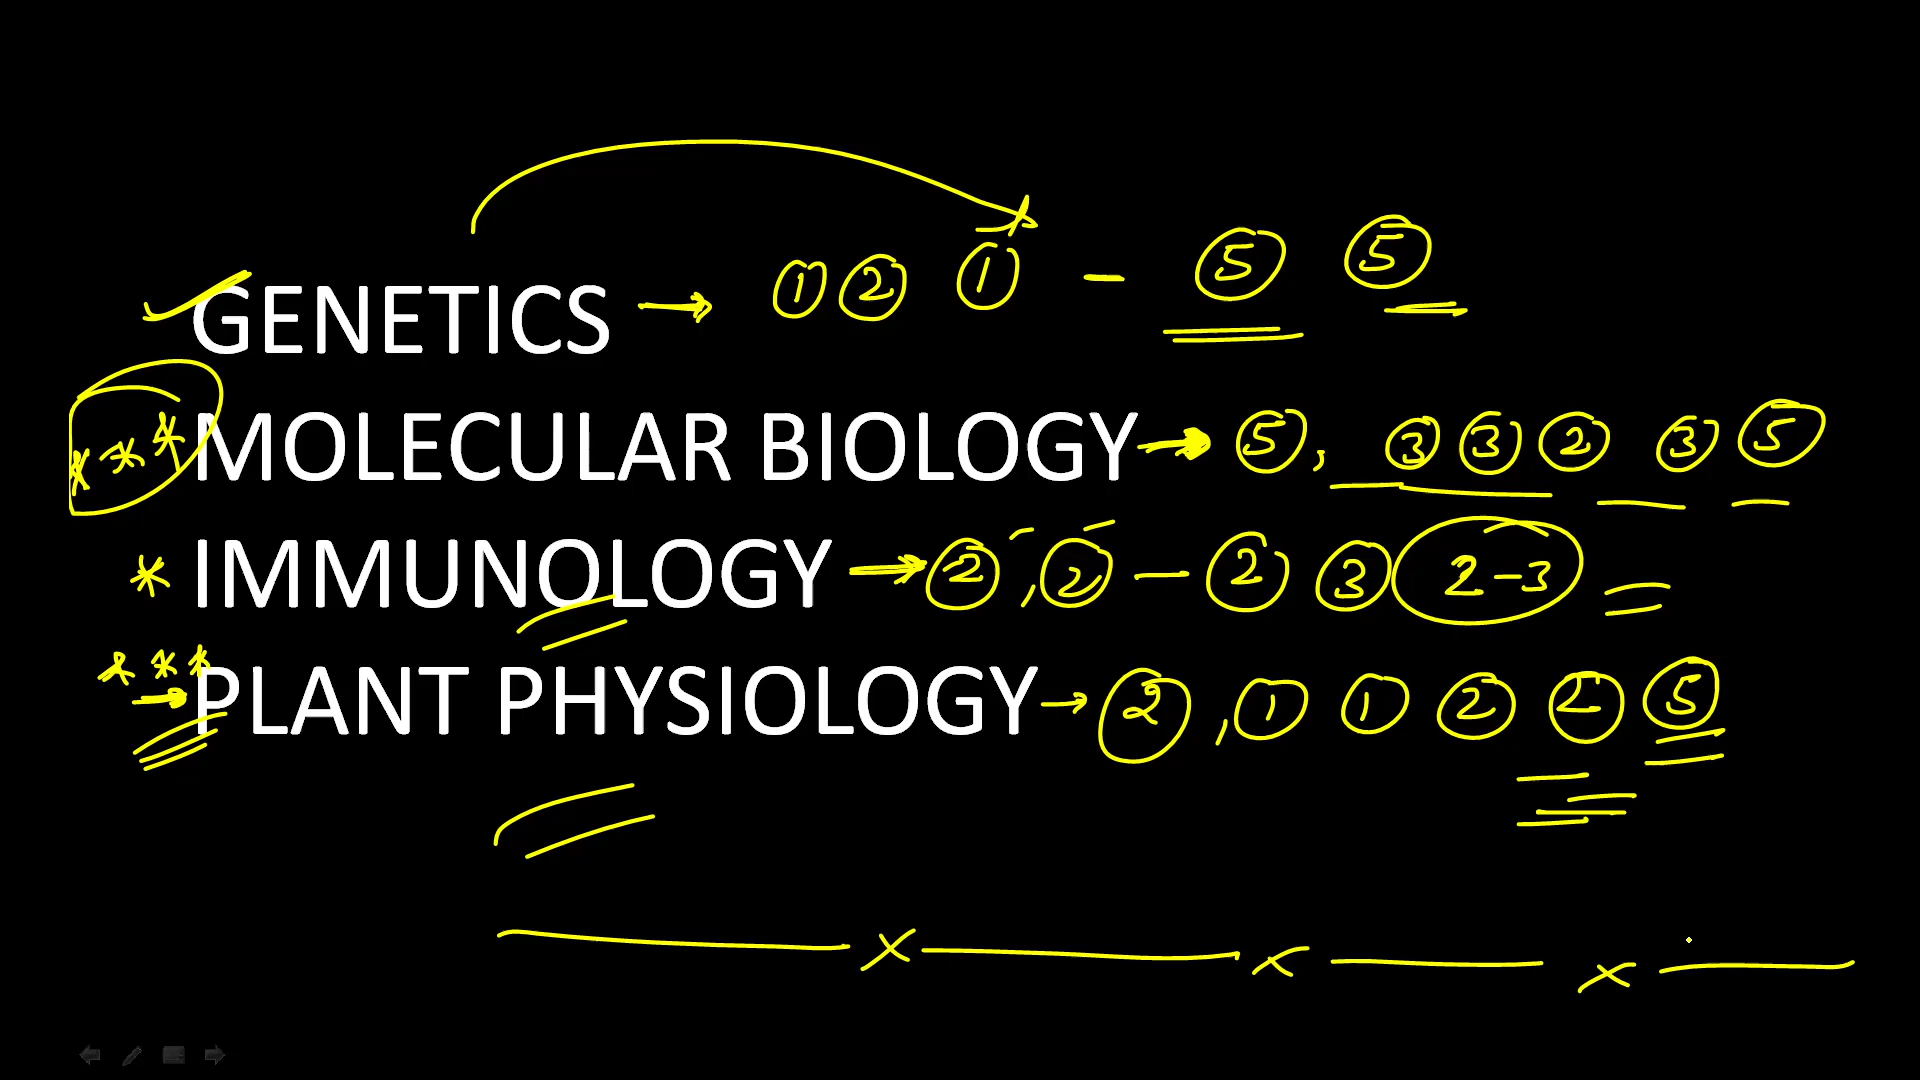 GENETICS → 1 2 1 - 5 5
MOLECULAR BIOLOGY → 5, 3 3 2 3 5
* IMMUNOLOGY → 2, 2 - 2 3 2-3
*** PLANT PHYSIOLOGY → 2, 1 1 2 2 5